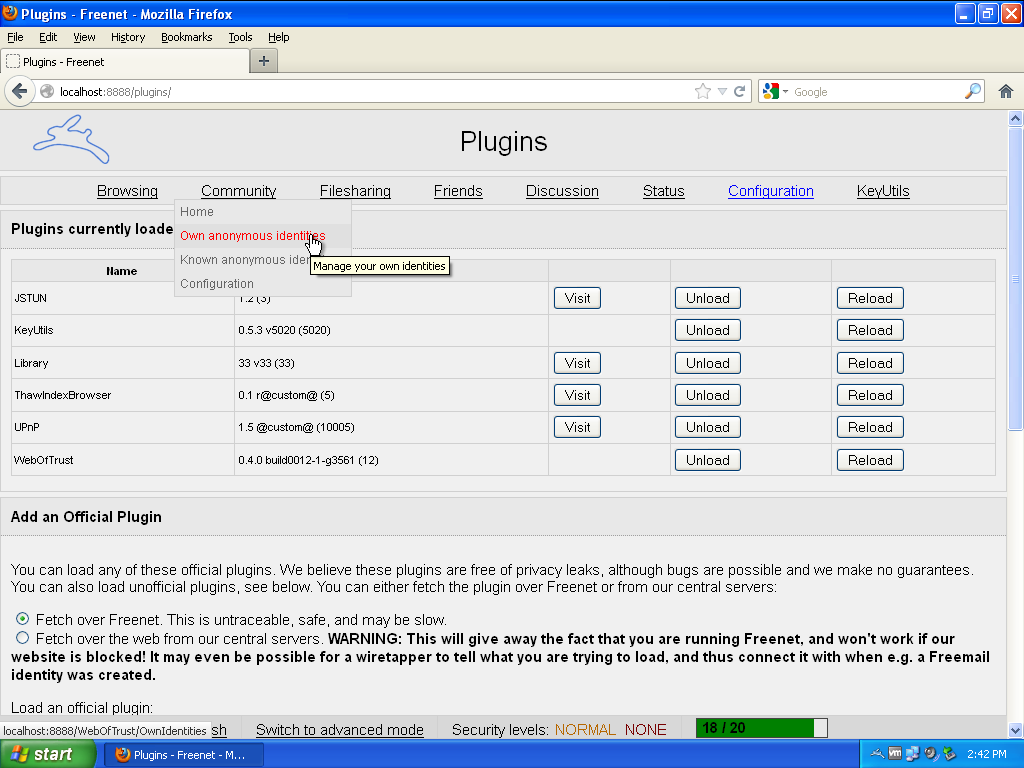 Plugins - Freenet - Mozilla Firefox
File Edit View History Bookmarks Tools Help
Plugins - Freenet
localhost:8888/plugins/
Google
Plugins
Browsing Community Filesharing Friends Discussion Status Configuration KeyUtils
Home
Own anonymous identities
Known anonymous iden
Configuration
Manage your own identities
Plugins currently loade
Name
JSTUN 1.2 (3) Visit Unload Reload
KeyUtils 0.5.3 v5020 (5020) Unload Reload
Library 33 v33 (33) Visit Unload Reload
ThawIndexBrowser 0.1 r@custom@ (5) Visit Unload Reload
UPnP 1.5 @custom@ (10005) Visit Unload Reload
WebOfTrust 0.4.0 build0012-1-g3561 (12) Unload Reload
Add an Official Plugin
You can load any of these official plugins. We believe these plugins are free of privacy leaks, although bugs are possible and we make no guarantees.
You can also load unofficial plugins, see below. You can either fetch the plugin over Freenet or from our central servers:
Fetch over Freenet. This is untraceable, safe, and may be slow.
Fetch over the web from our central servers. WARNING: This will give away the fact that you are running Freenet, and won't work if our
website is blocked! It may even be possible for a wiretapper to tell what you are trying to load, and thus connect it with when e.g. a Freemail
identity was created.
Load an official plugin:
localhost:8888/WebOfTrust/OwnIdentities sh Switch to advanced mode Security levels: NORMAL NONE 18 / 20
start Plugins - Freenet - M... 2:42 PM